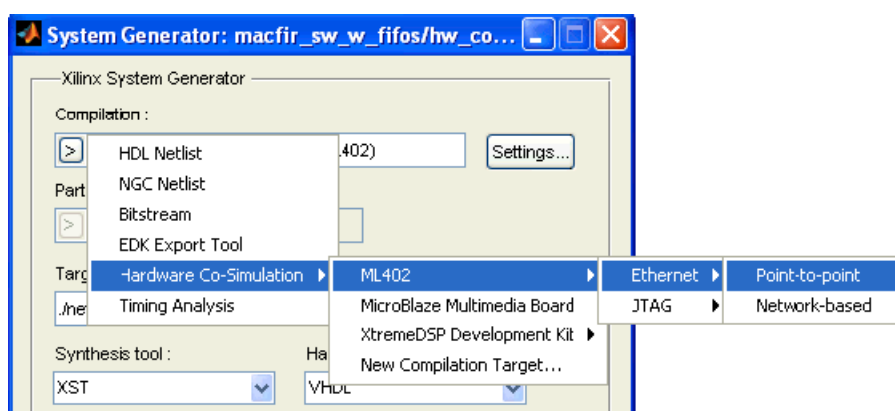 System Generator: macfir_sw_w_fifos/hw_co...
Xilinx System Generator
Compilation :
> HDL Netlist .402) Settings...
Part NGC Netlist
> Bitstream
EDK Export Tool
Targ Hardware Co-Simulation ML402 Ethernet Point-to-point
./ne Timing Analysis MicroBlaze Multimedia Board JTAG Network-based
XtremeDSP Development Kit
Synthesis tool : Ha New Compilation Target...
XST VHDL